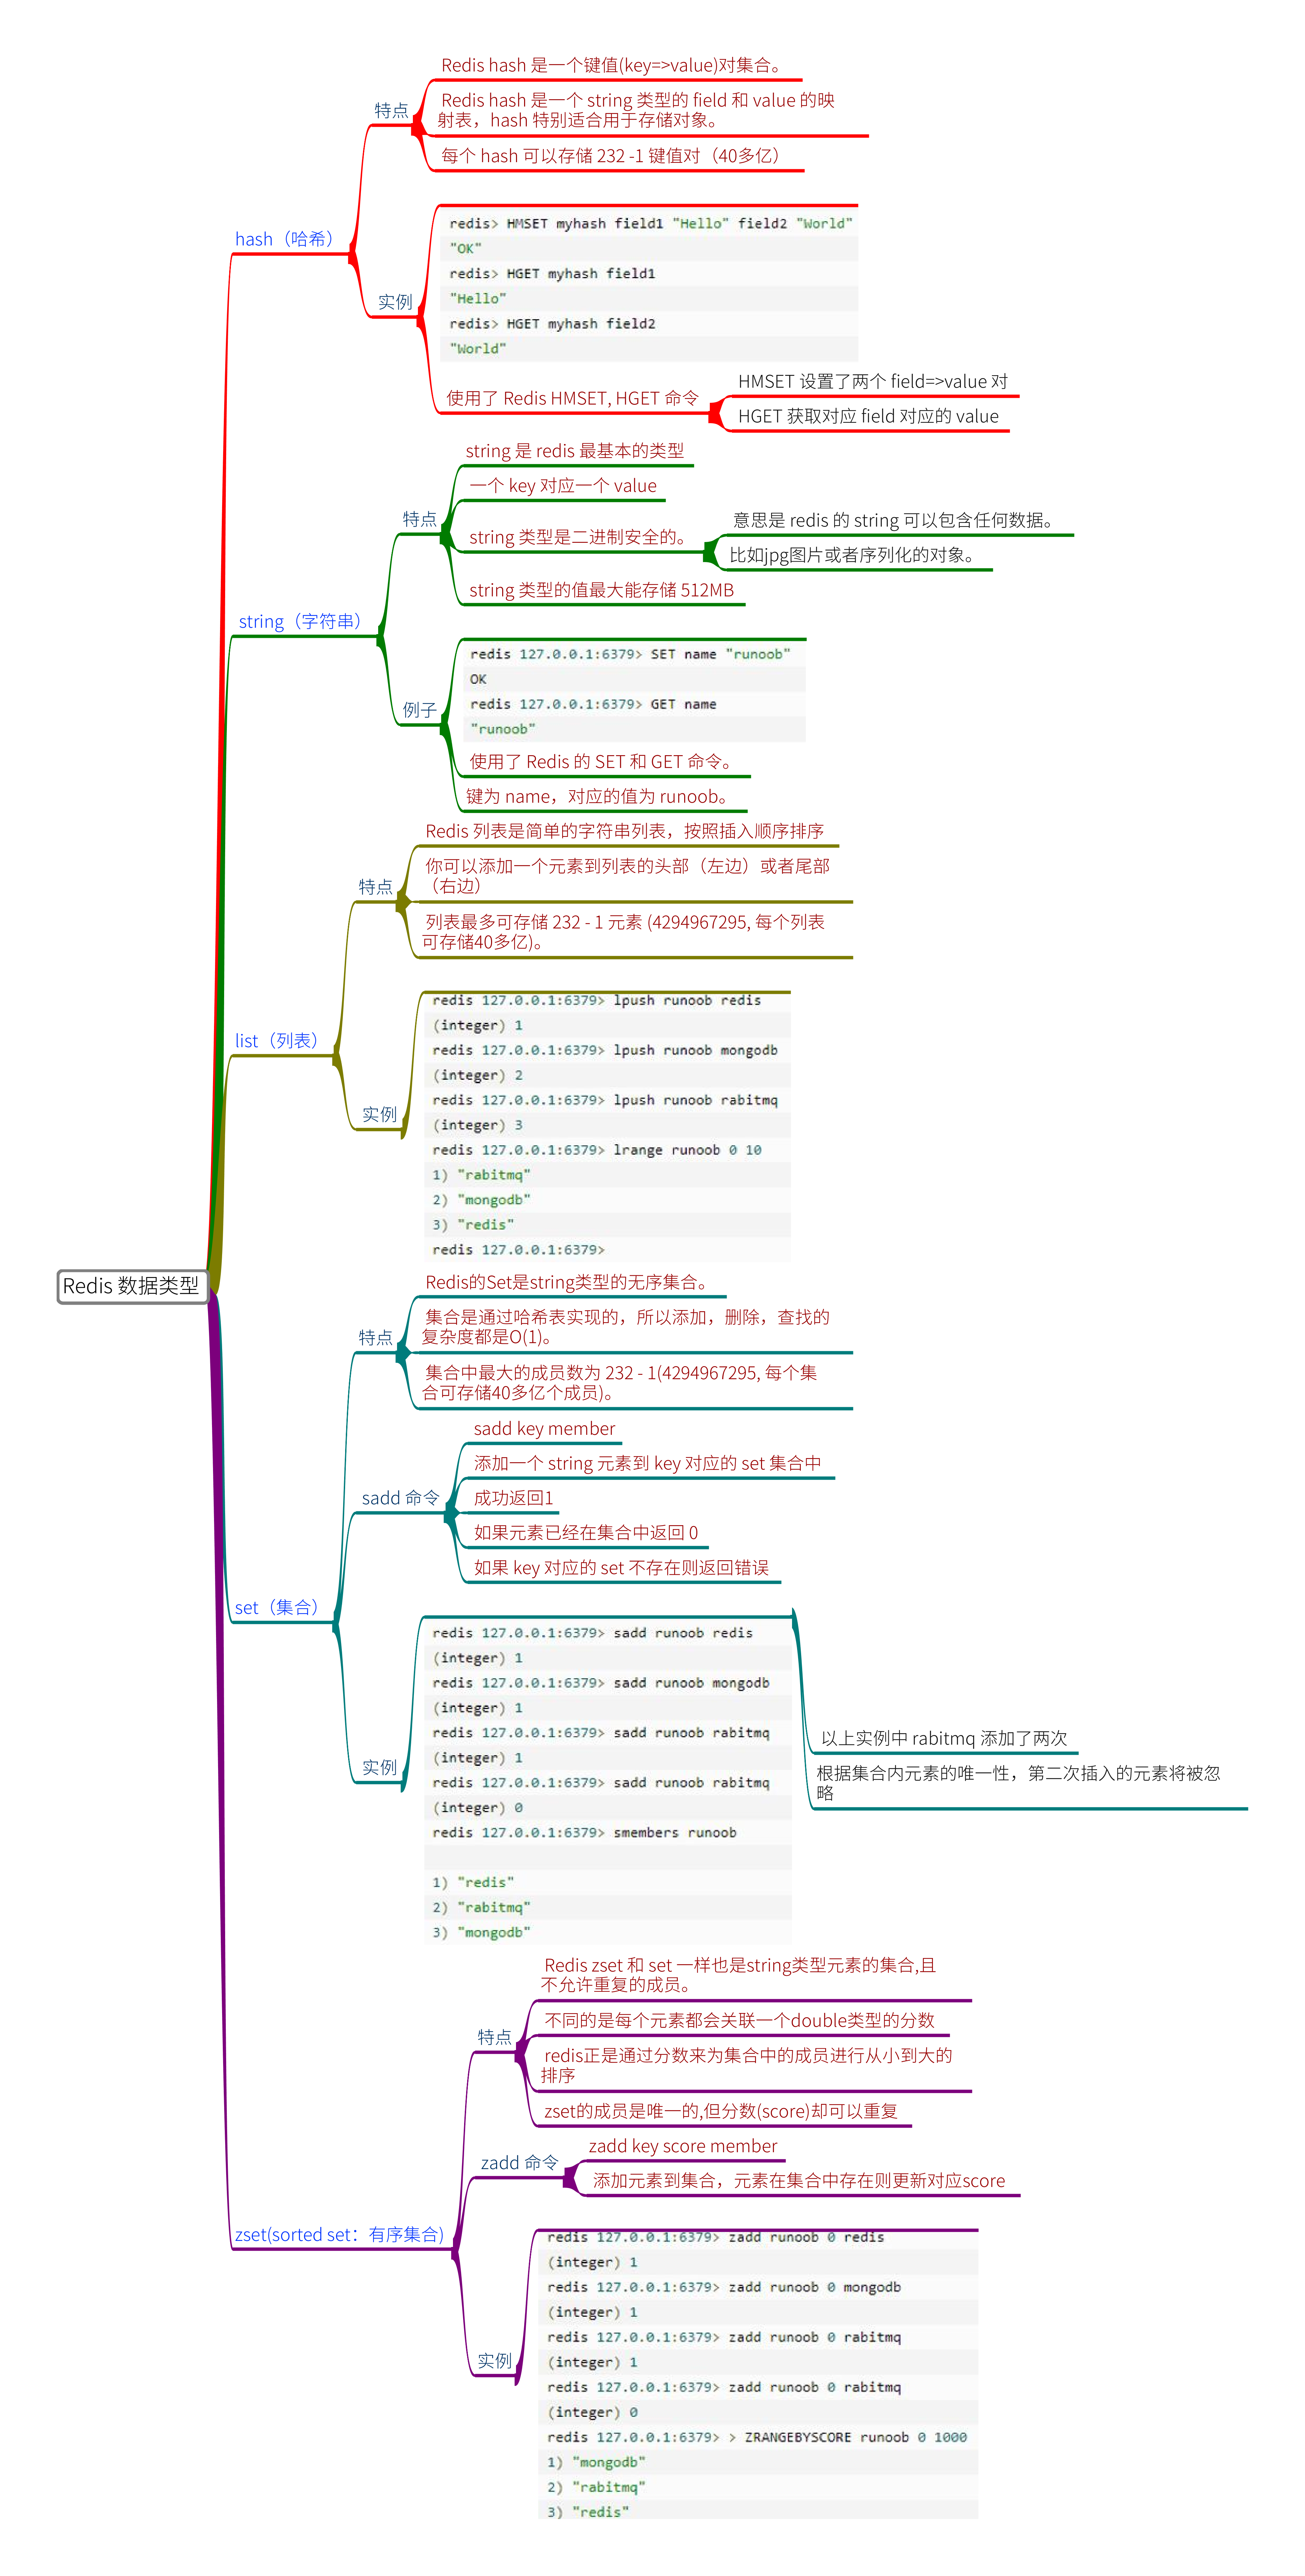 Redis 数据类型
hash（哈希）
特点
Redis hash 是一个键值(key=>value)对集合。
Redis hash 是一个 string 类型的 field 和 value 的映
射表，hash 特别适合用于存储对象。
每个 hash 可以存储 232 -1 键值对（40多亿）
实例
redis> HMSET myhash field1 "Hello" field2 "World"
"OK"
redis> HGET myhash field1
"Hello"
redis> HGET myhash field2
"World"
使用了 Redis HMSET, HGET 命令
HMSET 设置了两个 field=>value 对
HGET 获取对应 field 对应的 value
string（字符串）
特点
string 是 redis 最基本的类型
一个 key 对应一个 value
string 类型是二进制安全的。
意思是 redis 的 string 可以包含任何数据。
比如jpg图片或者序列化的对象。
string 类型的值最大能存储 512MB
例子
redis 127.0.0.1:6379> SET name "runoob"
OK
redis 127.0.0.1:6379> GET name
"runoob"
使用了 Redis 的 SET 和 GET 命令。
键为 name，对应的值为 runoob。
list（列表）
特点
Redis 列表是简单的字符串列表，按照插入顺序排序
你可以添加一个元素到列表的头部（左边）或者尾部
（右边）
列表最多可存储 232 - 1 元素 (4294967295, 每个列表
可存储40多亿)。
实例
redis 127.0.0.1:6379> lpush runoob redis
(integer) 1
redis 127.0.0.1:6379> lpush runoob mongodb
(integer) 2
redis 127.0.0.1:6379> lpush runoob rabitmq
(integer) 3
redis 127.0.0.1:6379> lrange runoob 0 10
1) "rabitmq"
2) "mongodb"
3) "redis"
redis 127.0.0.1:6379>
set（集合）
特点
Redis的Set是string类型的无序集合。
集合是通过哈希表实现的，所以添加，删除，查找的
复杂度都是O(1)。
集合中最大的成员数为 232 - 1(4294967295, 每个集
合可存储40多亿个成员)。
sadd 命令
sadd key member
添加一个 string 元素到 key 对应的 set 集合中
成功返回1
如果元素已经在集合中返回 0
如果 key 对应的 set 不存在则返回错误
实例
redis 127.0.0.1:6379> sadd runoob redis
(integer) 1
redis 127.0.0.1:6379> sadd runoob mongodb
(integer) 1
redis 127.0.0.1:6379> sadd runoob rabitmq
(integer) 1
redis 127.0.0.1:6379> sadd runoob rabitmq
(integer) 0
redis 127.0.0.1:6379> smembers runoob
1) "redis"
2) "rabitmq"
3) "mongodb"
以上实例中 rabitmq 添加了两次
根据集合内元素的唯一性，第二次插入的元素将被忽
略
zset(sorted set：有序集合)
特点
Redis zset 和 set 一样也是string类型元素的集合,且
不允许重复的成员。
不同的是每个元素都会关联一个double类型的分数
redis正是通过分数来为集合中的成员进行从小到大的
排序
zset的成员是唯一的,但分数(score)却可以重复
zadd 命令
zadd key score member
添加元素到集合，元素在集合中存在则更新对应score
实例
redis 127.0.0.1:6379> zadd runoob 0 redis
(integer) 1
redis 127.0.0.1:6379> zadd runoob 0 mongodb
(integer) 1
redis 127.0.0.1:6379> zadd runoob 0 rabitmq
(integer) 1
redis 127.0.0.1:6379> zadd runoob 0 rabitmq
(integer) 0
redis 127.0.0.1:6379> > ZRANGEBYSCORE runoob 0 1000
1) "mongodb"
2) "rabitmq"
3) "redis"